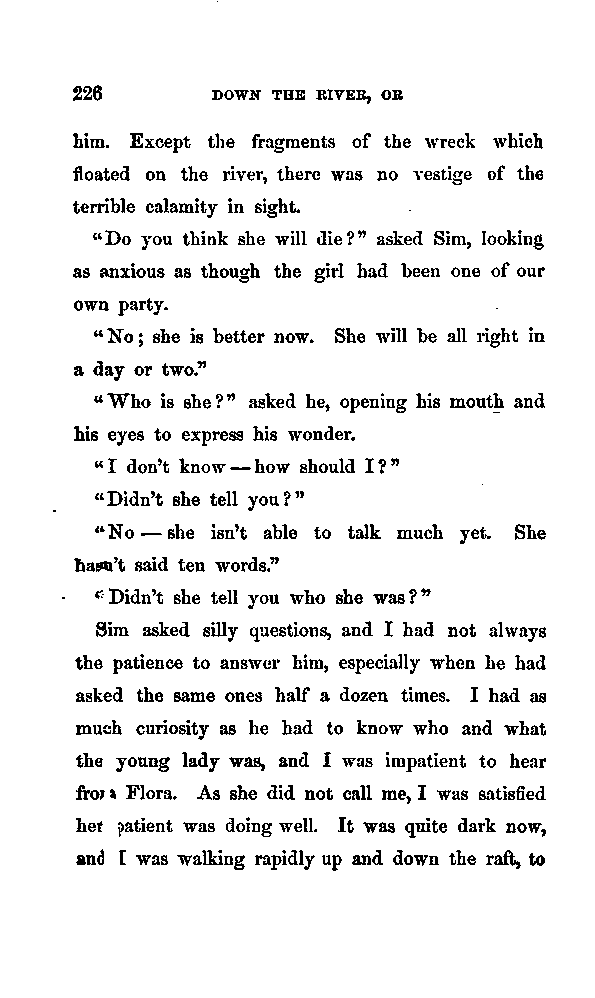 226 DOWN THE RIVER, OR
him. Except the fragments of the wreck which
floated on the river, there was no vestige of the
terrible calamity in sight.
"Do you think she will die?" asked Sim, looking
as anxious as though the girl had been one of our
own party.
"No; she is better now. She will be all right in
a day or two."
"Who is she?" asked he, opening his mouth and
his eyes to express his wonder.
"I don't know — how should I?"
"Didn't she tell you?"
"No — she isn't able to talk much yet. She
hasn't said ten words."
"Didn't she tell you who she was?"
Sim asked silly questions, and I had not always
the patience to answer him, especially when he had
asked the same ones half a dozen times. I had as
much curiosity as he had to know who and what
the young lady was, and I was impatient to hear
from Flora. As she did not call me, I was satisfied
her patient was doing well. It was quite dark now,
and I was walking rapidly up and down the raft, to